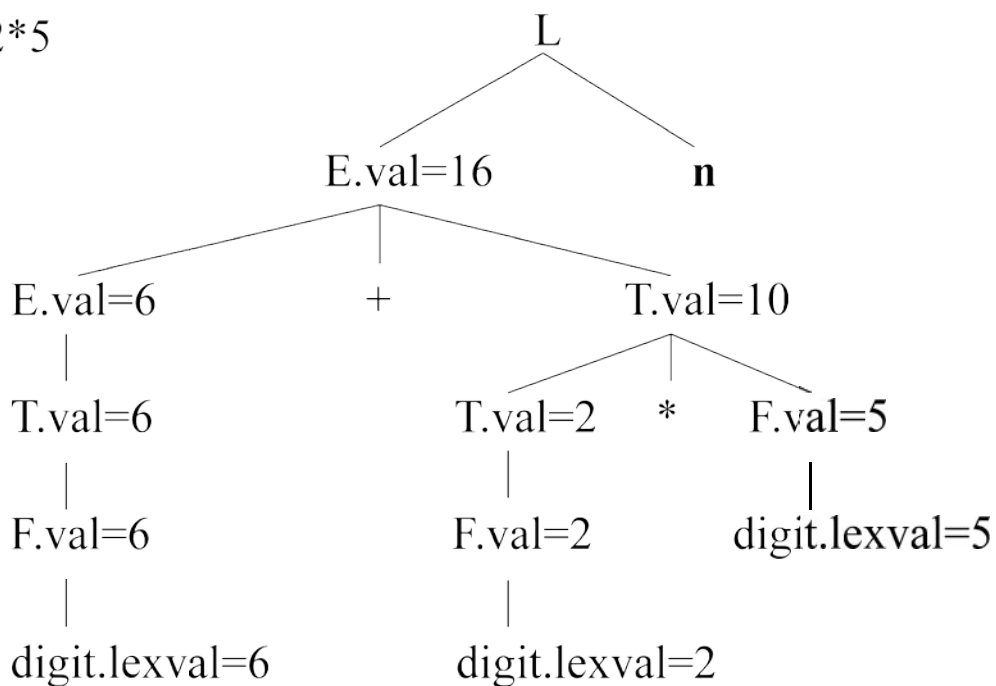 2*5
L
E.val=16 n
E.val=6 + T.val=10
T.val=6 T.val=2 * F.val=5
F.val=6 F.val=2 digit.lexval=5
digit.lexval=6 digit.lexval=2